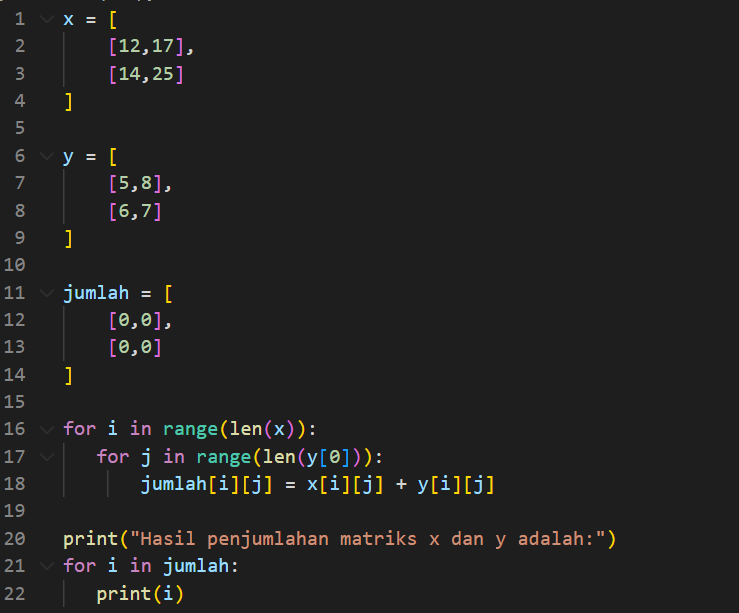 1 x = [
2     [12,17],
3     [14,25]
4 ]
5
6 y = [
7     [5,8],
8     [6,7]
9 ]
10
11 jumlah = [
12     [0,0],
13     [0,0]
14 ]
15
16 for i in range(len(x)):
17    for j in range(len(y[0])):
18        jumlah[i][j] = x[i][j] + y[i][j]
19
20 print("Hasil penjumlahan matriks x dan y adalah:")
21 for i in jumlah:
22    print(i)